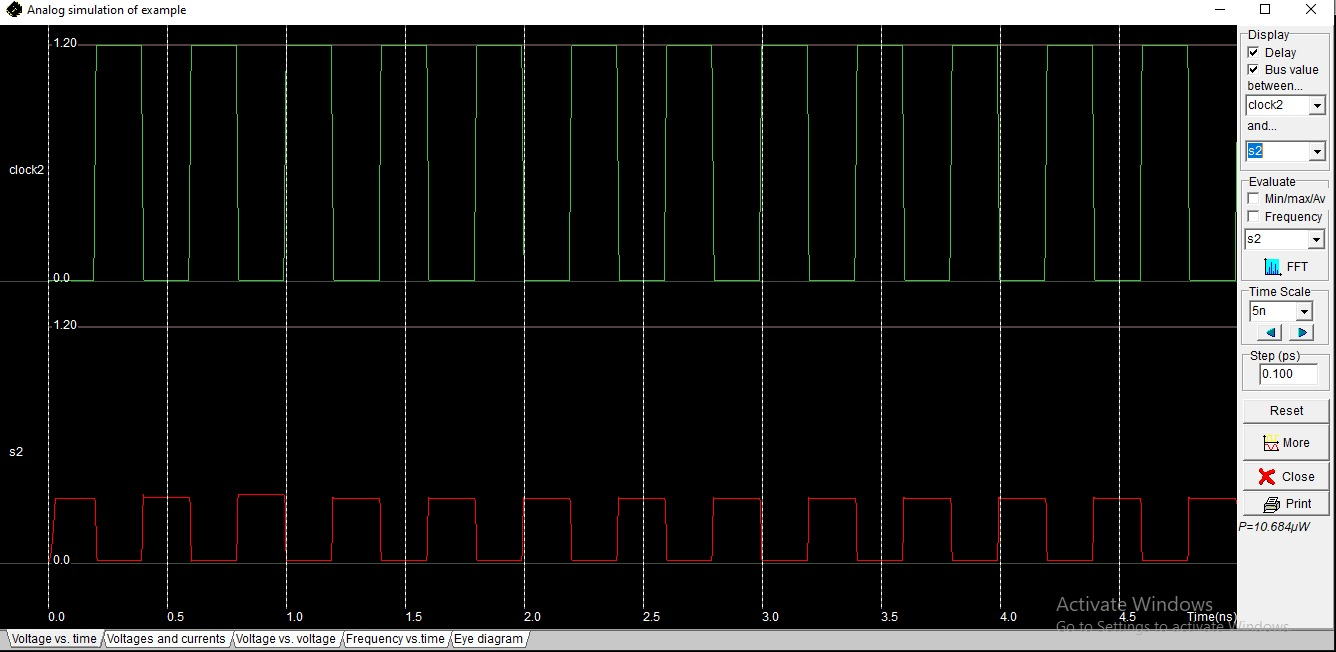 Analog simulation of example
1.20
clock2
0.0
1.20
s2
0.0
0.0 0.5 1.0 1.5 2.0 2.5 3.0 3.5 4.0 4.5 Time(ns)
Voltage vs. time Voltages and currents Voltage vs. voltage Frequency vs.time Eye diagram
Display
Delay
Bus value
between...
clock2
and...
s2
Evaluate
Min/max/Av
Frequency
s2
FFT
Time Scale
5n
Step (ps)
0.100
Reset
More
Close
Print
P=10.684µW
Activate Windows
Go to Settings to activate Windows.